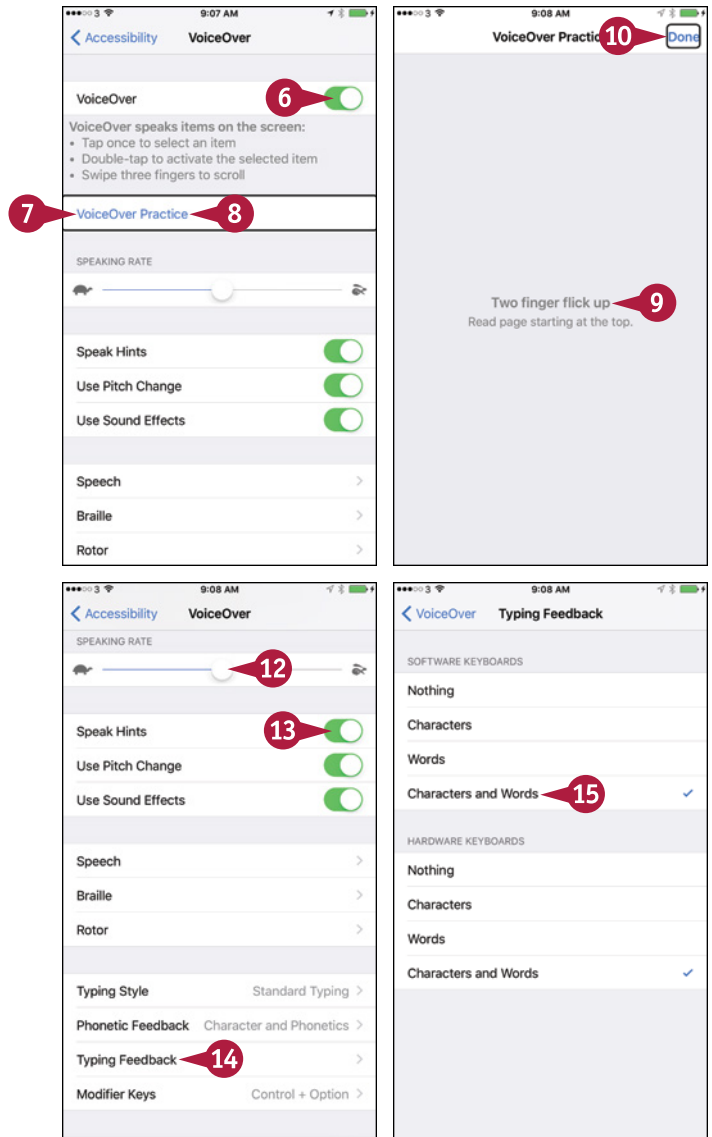 3 9:07 AM
Accessibility VoiceOver
VoiceOver 6
VoiceOver speaks items on the screen:
• Tap once to select an item
• Double-tap to activate the selected item
• Swipe three fingers to scroll
7 VoiceOver Practice 8
SPEAKING RATE
Speak Hints
Use Pitch Change
Use Sound Effects
Speech
Braille
Rotor
3 9:08 AM
VoiceOver Practic 10 Done
Two finger flick up 9
Read page starting at the top.
3 9:08 AM
Accessibility VoiceOver
SPEAKING RATE
12
Speak Hints 13
Use Pitch Change
Use Sound Effects
Speech
Braille
Rotor
Typing Style Standard Typing
Phonetic Feedback Character and Phonetics
Typing Feedback 14
Modifier Keys Control + Option
3 9:08 AM
VoiceOver Typing Feedback
SOFTWARE KEYBOARDS
Nothing
Characters
Words
Characters and Words 15
HARDWARE KEYBOARDS
Nothing
Characters
Words
Characters and Words